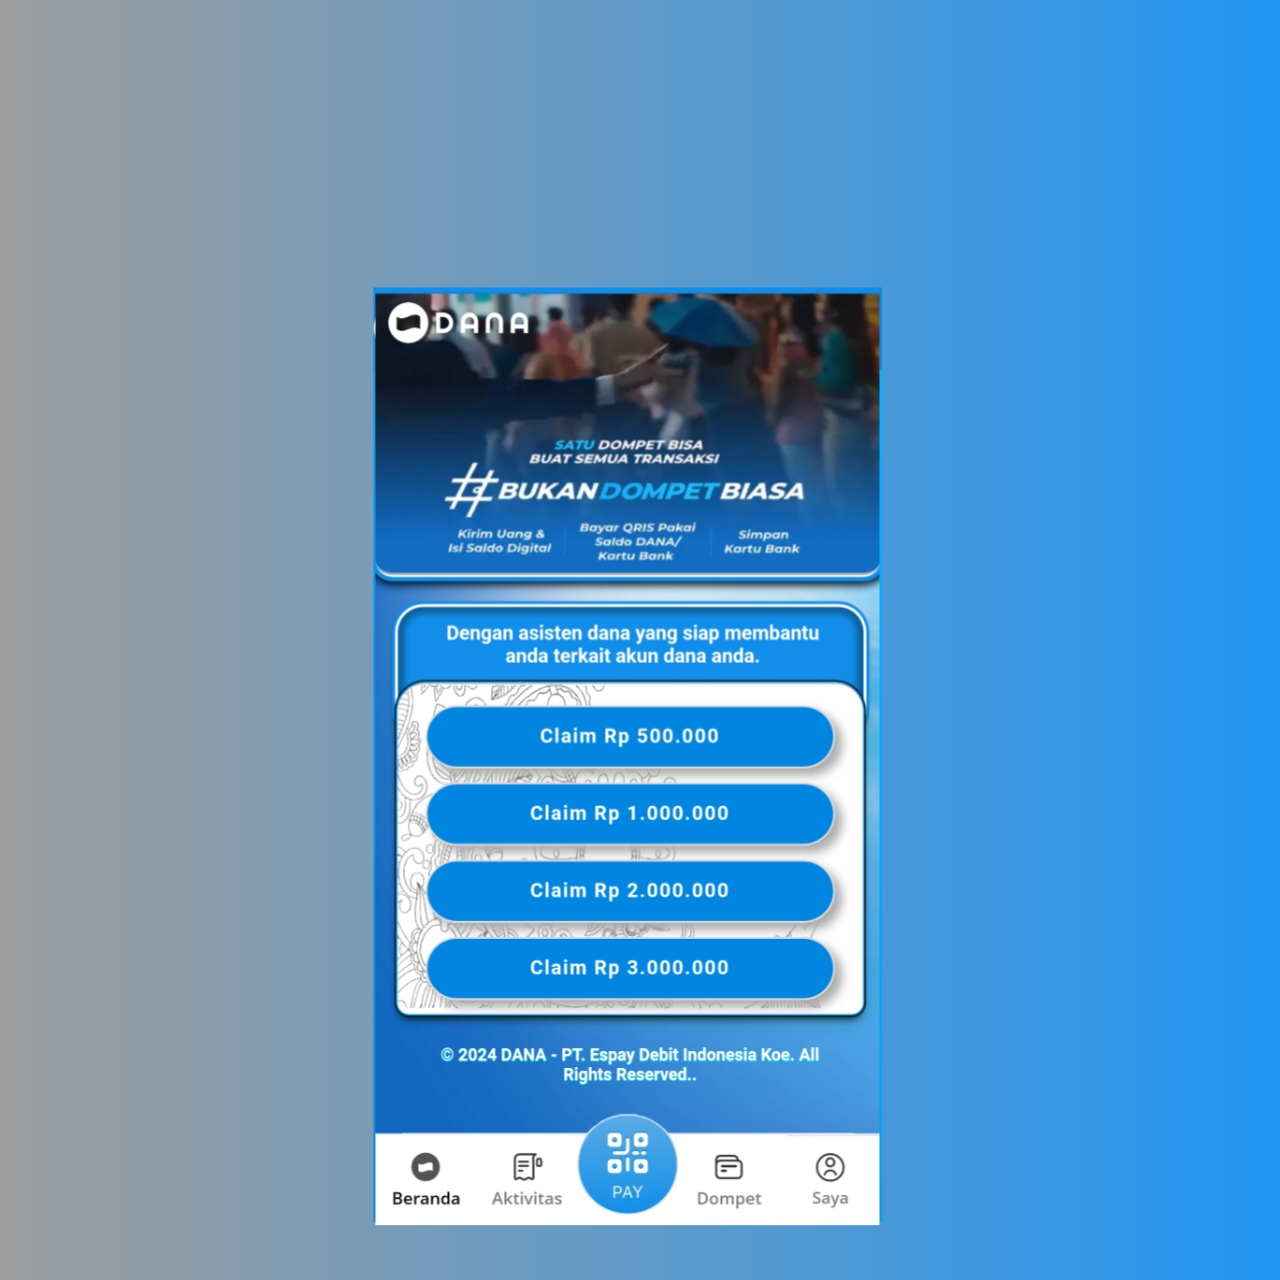 DANA
SATU DOMPET BISA
BUAT SEMUA TRANSAKSI
#BUKANDOMPETBIASA
Kirim Uang &
Isi Saldo Digital
Bayar QRIS Pakai
Saldo DANA/
Kartu Bank
Simpan
Kartu Bank
Dengan asisten dana yang siap membantu
anda terkait akun dana anda.
Claim Rp 500.000
Claim Rp 1.000.000
Claim Rp 2.000.000
Claim Rp 3.000.000
© 2024 DANA - PT. Espay Debit Indonesia Koe. All
Rights Reserved..
Beranda
Aktivitas
PAY
Dompet
Saya